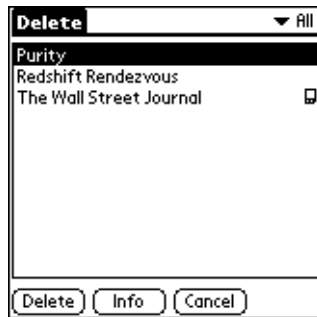 Delete All
Purity
Redshift Rendezvous
The Wall Street Journal
Delete Info Cancel